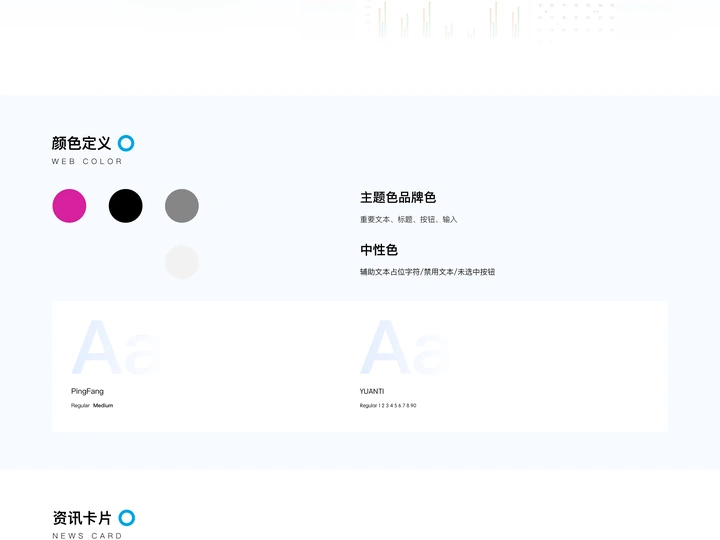 颜色定义
WEB COLOR
主题色品牌色
重要文本、标题、按钮、输入
中性色
辅助文本占位字符/禁用文本/未选中按钮
Aa
PingFang
Regular Medium
Aa
YUANTI
Regular 1 2 3 4 5 6 7 8 90
资讯卡片
NEWS CARD